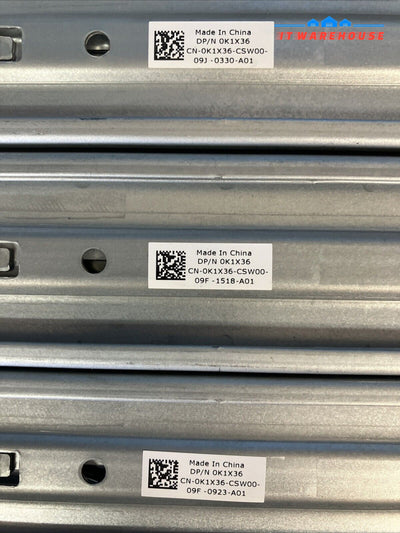 IT WAREHOUSE
Made In China
DP/N 0K1X36
CN-0K1X36-CSW00-
09J -0330-A01
Made In China
DP/N 0K1X36
CN-0K1X36-CSW00-
09F -1518-A01
Made In China
DP/N 0K1X36
CN-0K1X36-CSW00-
09F -0923-A01